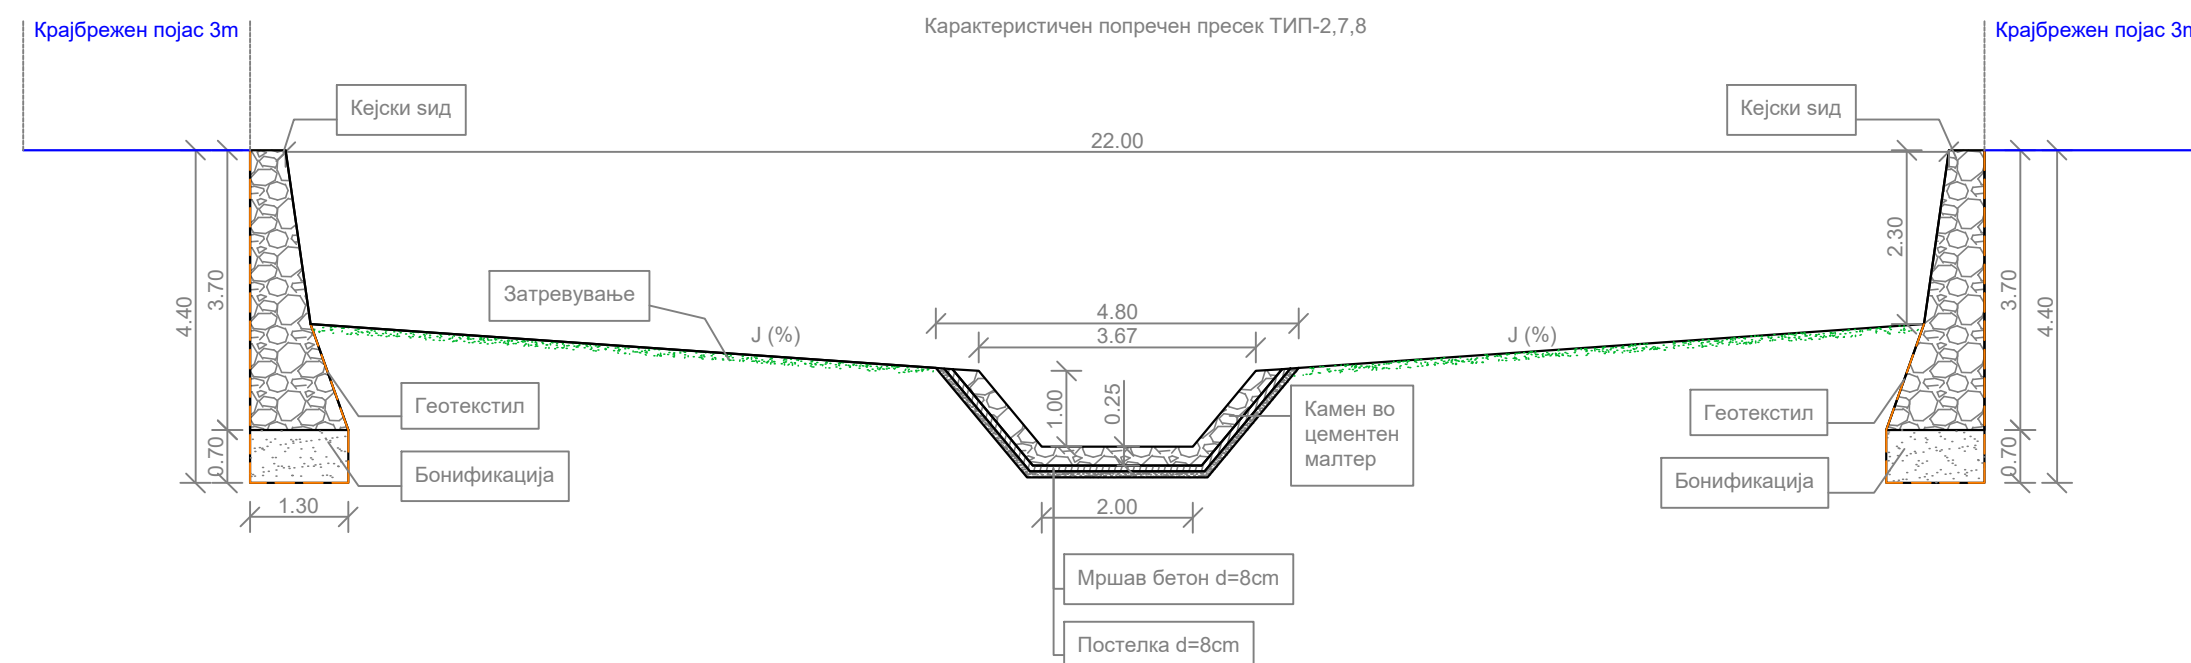 Карактеристичен попречен пресек ТИП-2,7,8
Крајбрежен појас 3m
Крајбрежен појас 3m
Кејски ѕид
Кејски ѕид
22.00
2.30
4.40
3.70
0.70
3.70
4.40
0.70
Затревување
J (%)
J (%)
4.80
3.67
1.00
0.25
Геотекстил
Геотекстил
Камен во
цементен
малтер
Бонификација
Бонификација
1.30
2.00
Мршав бетон d=8cm
Постелка d=8cm